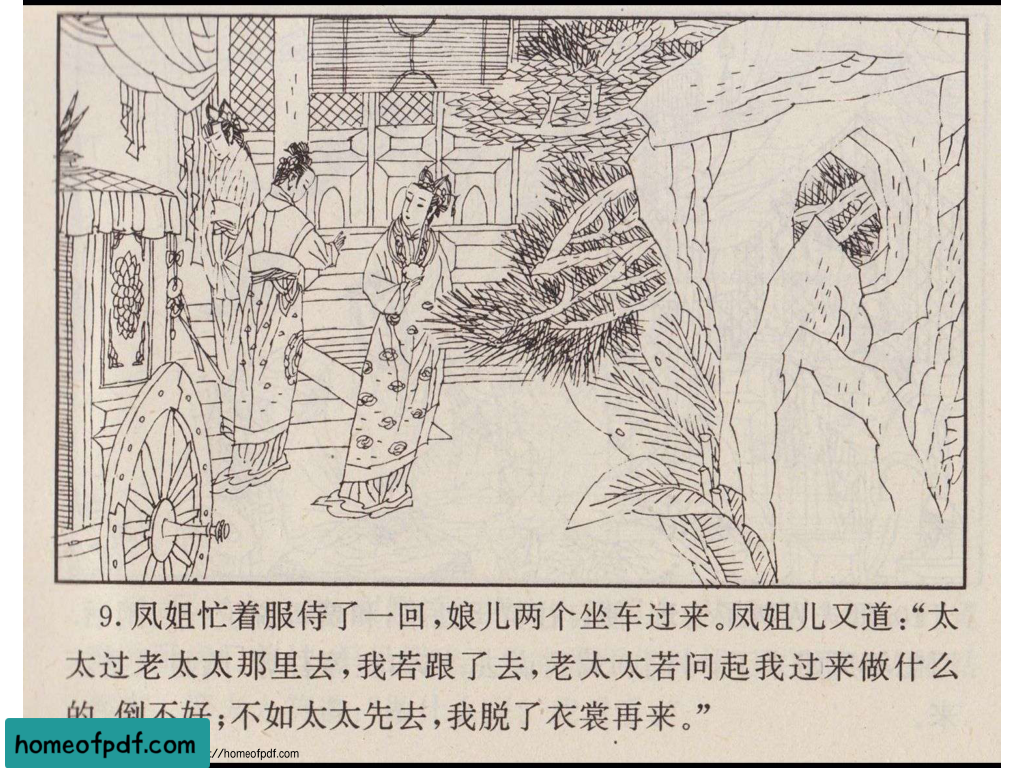 9. 凤姐忙着服侍了一回，娘儿两个坐车过来。凤姐儿又道：“太
太过老太太那里去，我若跟了去，老太太若问起我过来做什么
的 倒不好；不如太太先去，我脱了衣裳再来。”
homeofpdf.com
://homeofpdf.com